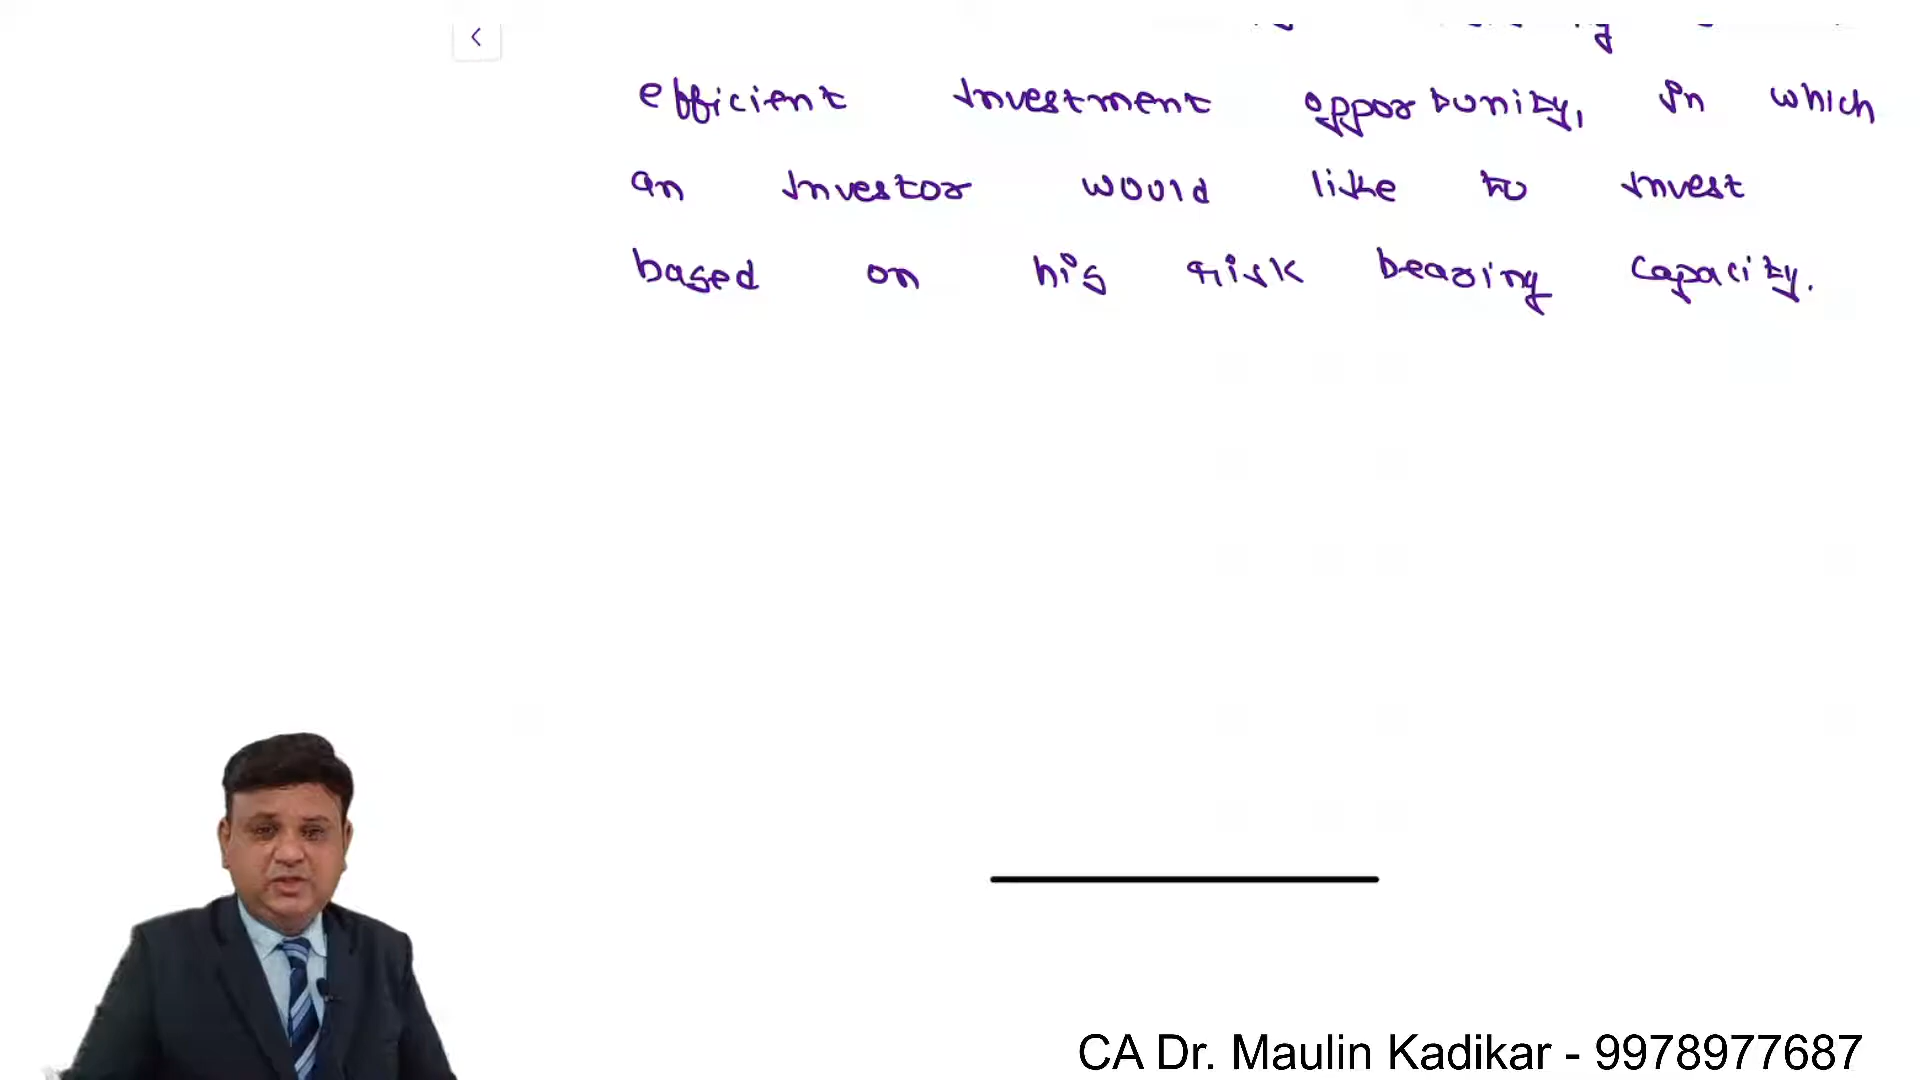 efficient investment opportunity, in which
an investor would like to invest
based on his risk bearing capacity.
CA Dr. Maulin Kadikar - 9978977687